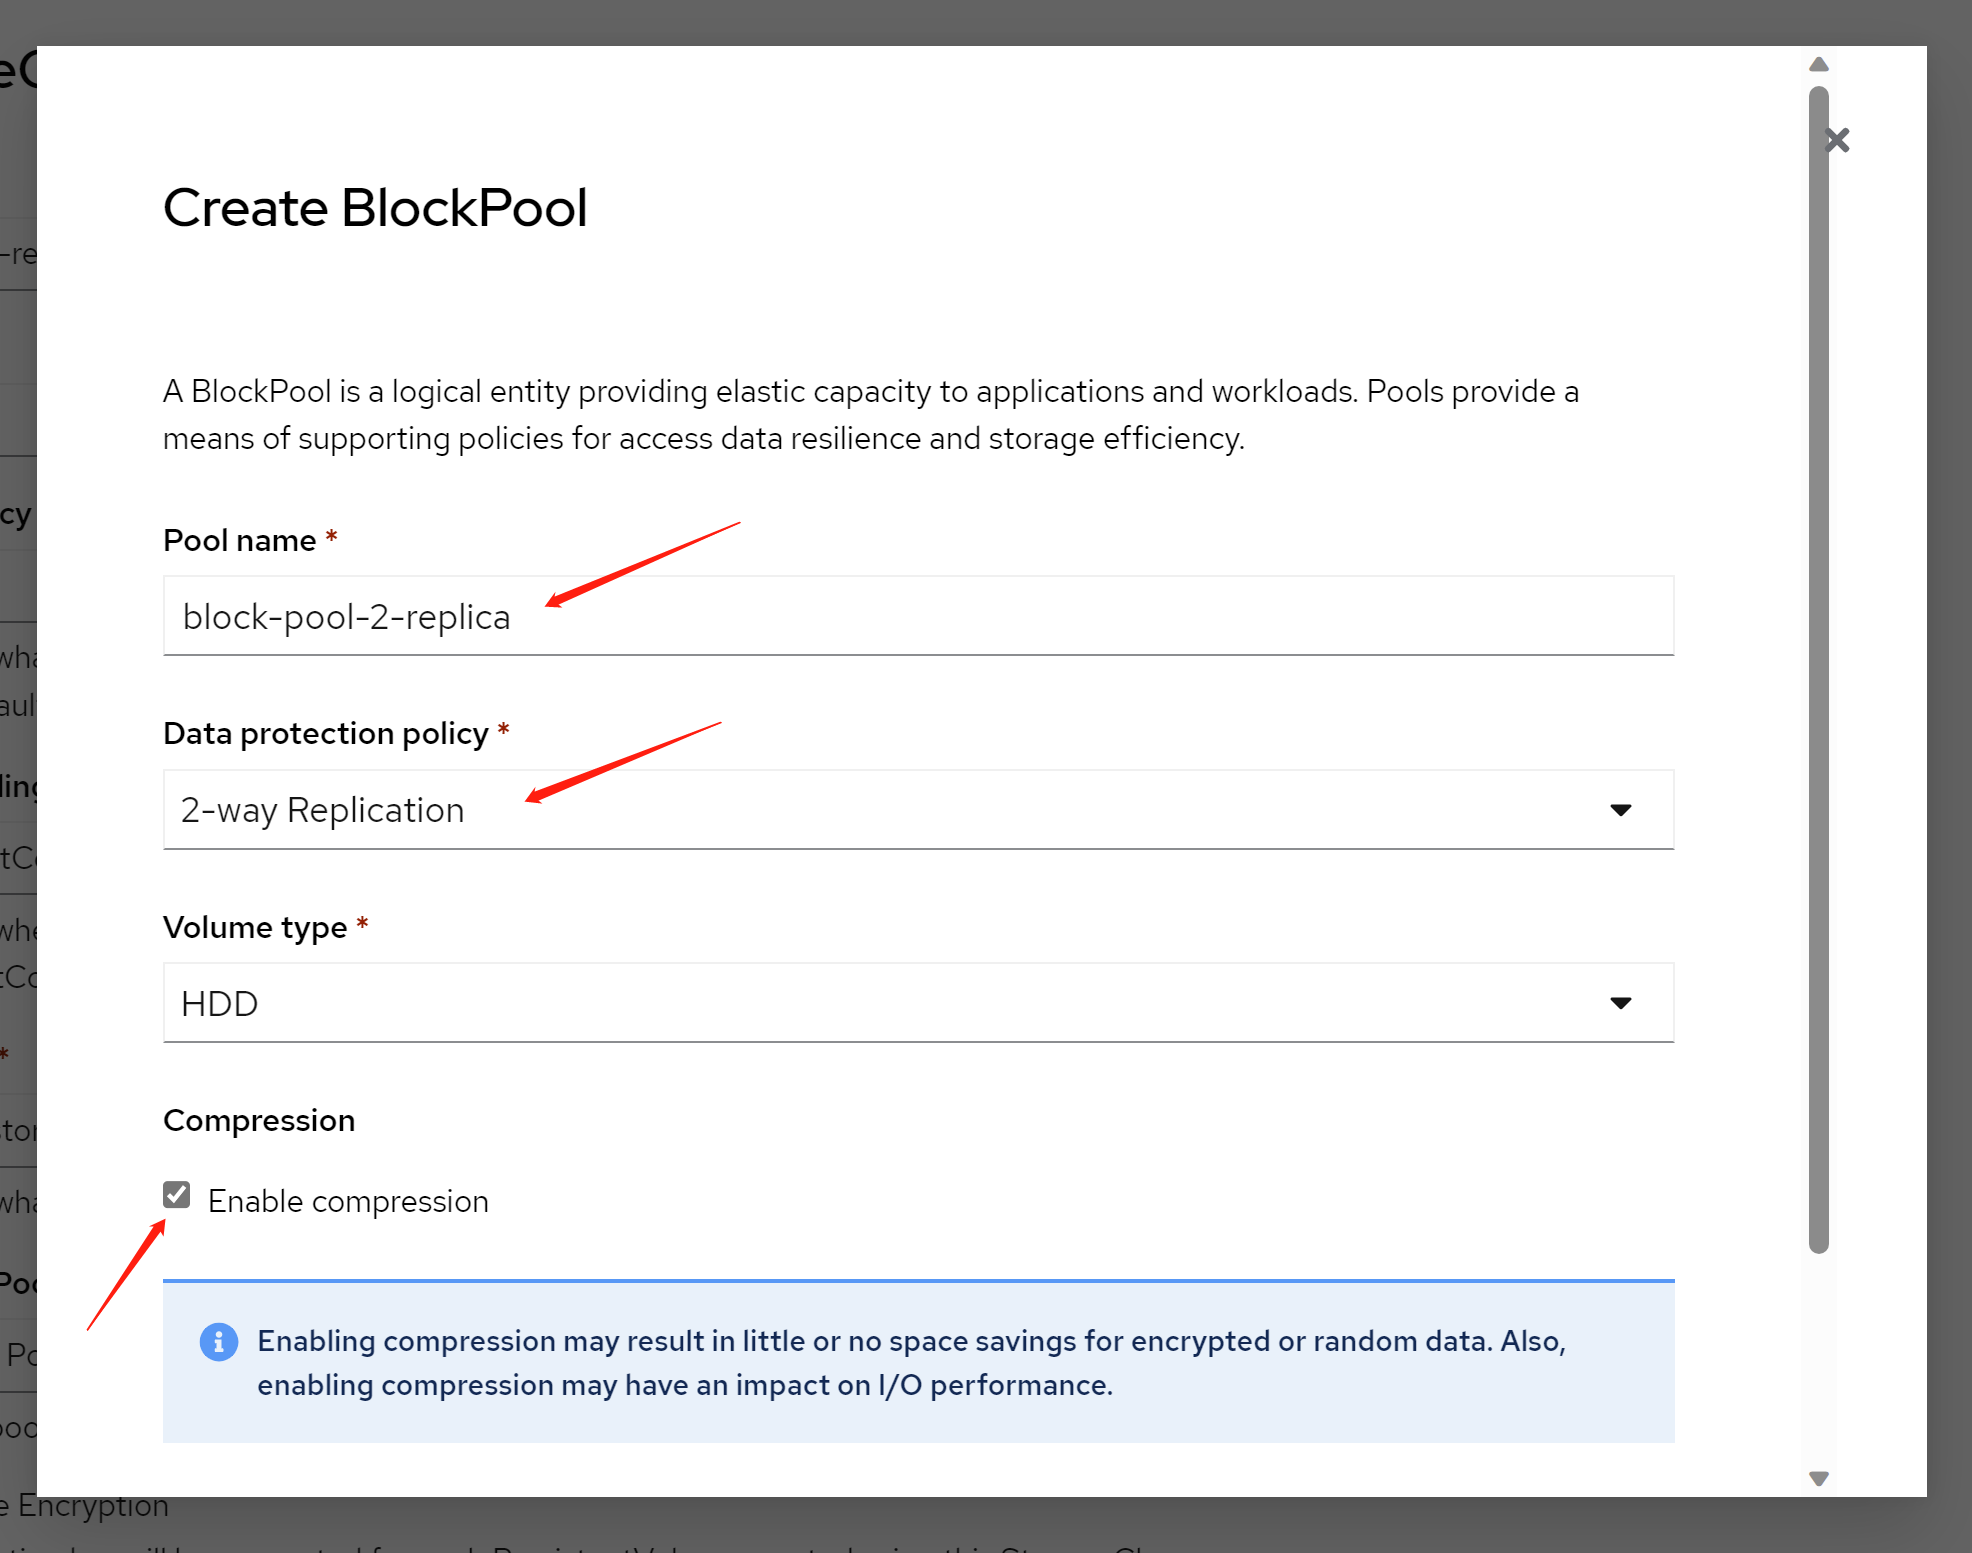 Create BlockPool
A BlockPool is a logical entity providing elastic capacity to applications and workloads. Pools provide a
means of supporting policies for access data resilience and storage efficiency.
Pool name *
block-pool-2-replica
Data protection policy *
2-way Replication
Volume type *
HDD
Compression
Enable compression
Enabling compression may result in little or no space savings for encrypted or random data. Also,
enabling compression may have an impact on I/O performance.
Encryption